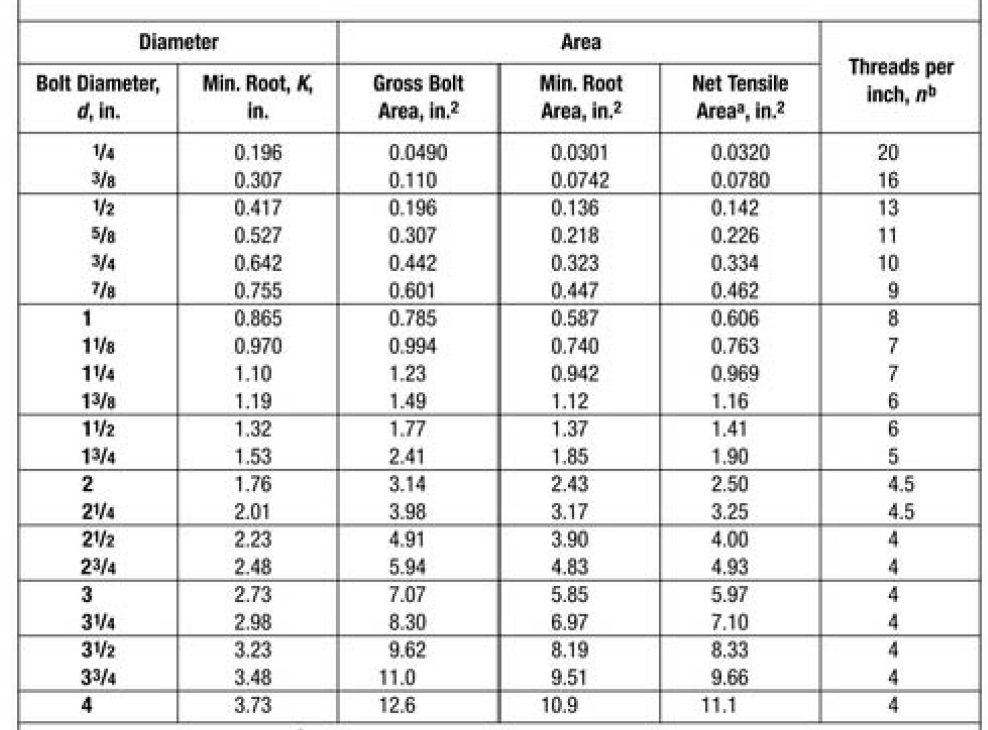 Diameter Area Threads per inch, nᵇ
Bolt Diameter, d, in. Min. Root, K, in. Gross Bolt Area, in.² Min. Root Area, in.² Net Tensile Areaᵃ, in.²
1/4 0.196 0.0490 0.0301 0.0320 20
3/8 0.307 0.110 0.0742 0.0780 16
1/2 0.417 0.196 0.136 0.142 13
5/8 0.527 0.307 0.218 0.226 11
3/4 0.642 0.442 0.323 0.334 10
7/8 0.755 0.601 0.447 0.462 9
1 0.865 0.785 0.587 0.606 8
1 1/8 0.970 0.994 0.740 0.763 7
1 1/4 1.10 1.23 0.942 0.969 7
1 3/8 1.19 1.49 1.12 1.16 6
1 1/2 1.32 1.77 1.37 1.41 6
1 3/4 1.53 2.41 1.85 1.90 5
2 1.76 3.14 2.43 2.50 4.5
2 1/4 2.01 3.98 3.17 3.25 4.5
2 1/2 2.23 4.91 3.90 4.00 4
2 3/4 2.48 5.94 4.83 4.93 4
3 2.73 7.07 5.85 5.97 4
3 1/4 2.98 8.30 6.97 7.10 4
3 1/2 3.23 9.62 8.19 8.33 4
3 3/4 3.48 11.0 9.51 9.66 4
4 3.73 12.6 10.9 11.1 4